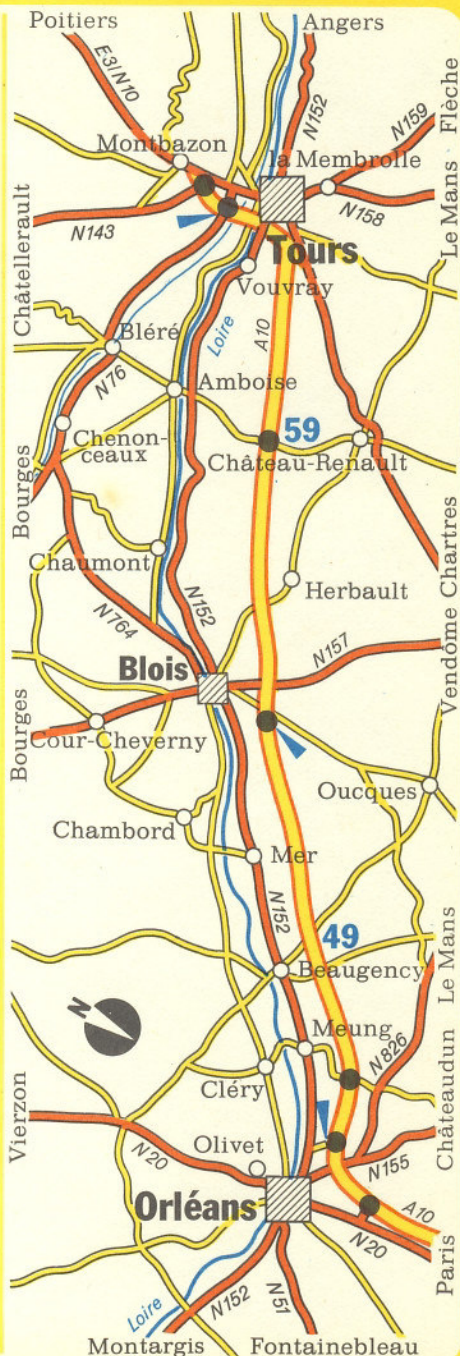 Poitiers
Angers
E3/N10
N152
N159
Flèche
Montbazon
la Membrolle
N158
Le Mans
N143
Châtellerault
Tours
Vouvray
Loire
A10
Bléré
N76
Amboise
59
Chenon-
ceaux
Château-Renault
Bourges
Chartres
Chaumont
N152
Herbault
N764
Blois
N157
Vendôme
Bourges
Cour-Cheverny
Oucques
Chambord
Mer
N152
49
Le Mans
Beaugency
N
Meung
N826
Cléry
Châteaudun
Vierzon
N20
Olivet
N155
Orléans
A10
N20
Paris
Loire
N152
N51
Montargis
Fontainebleau